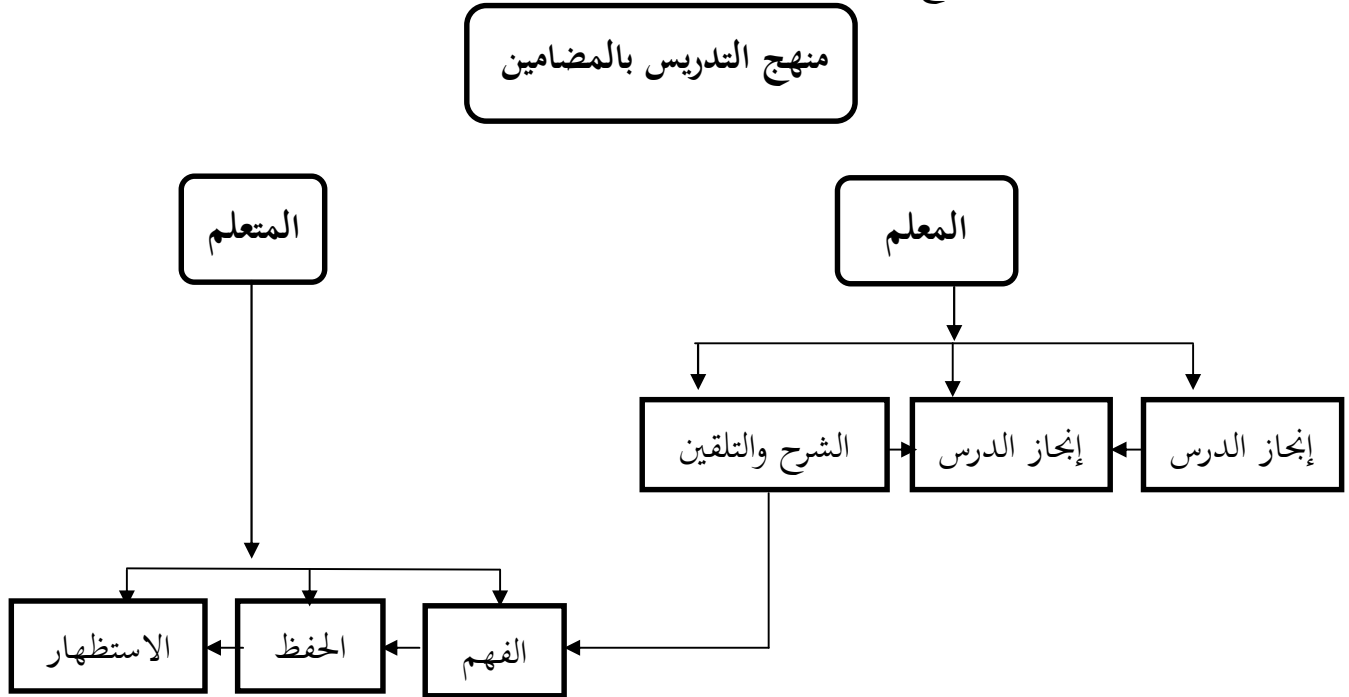 منهج التدريس بالمضامين
المعلم
المتعلم
إنجاز الدرس
إنجاز الدرس
الشرح والتلقين
الفهم
الحفظ
الاستظهار